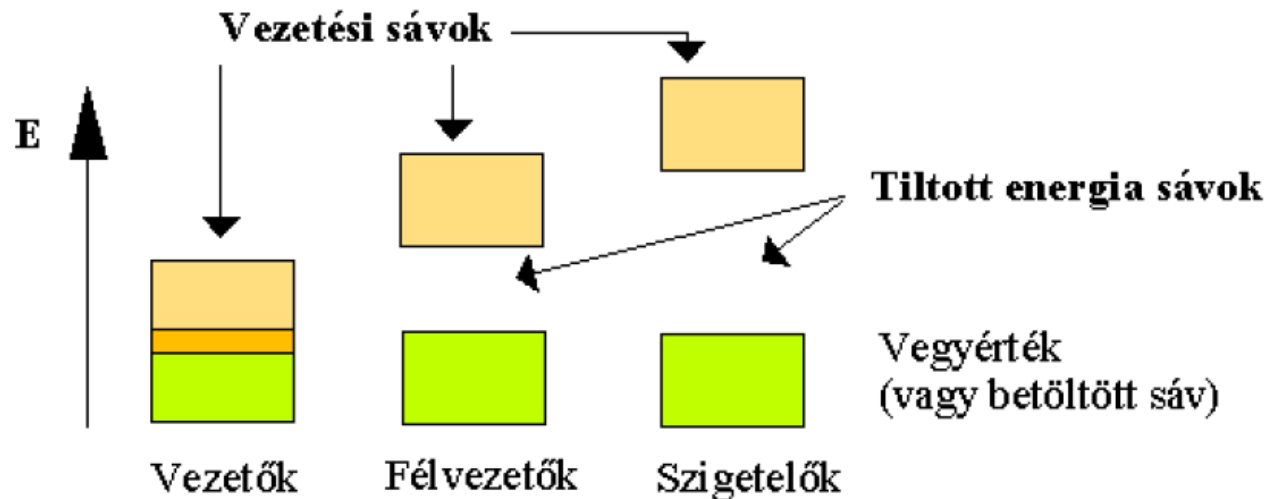 Vezetési sávok
E
Tiltott energia sávok
Vegyérték
(vagy betöltött sáv)
Vezetők
Félvezetők
Szigetelők